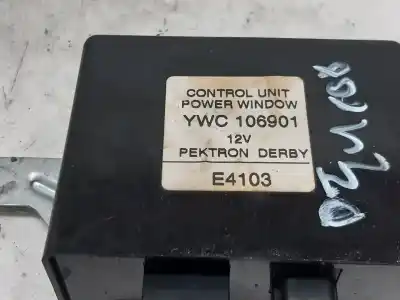 CONTROL UNIT
POWER WINDOW
YWC 106901
12V
PEKTRON DERBY
E4103